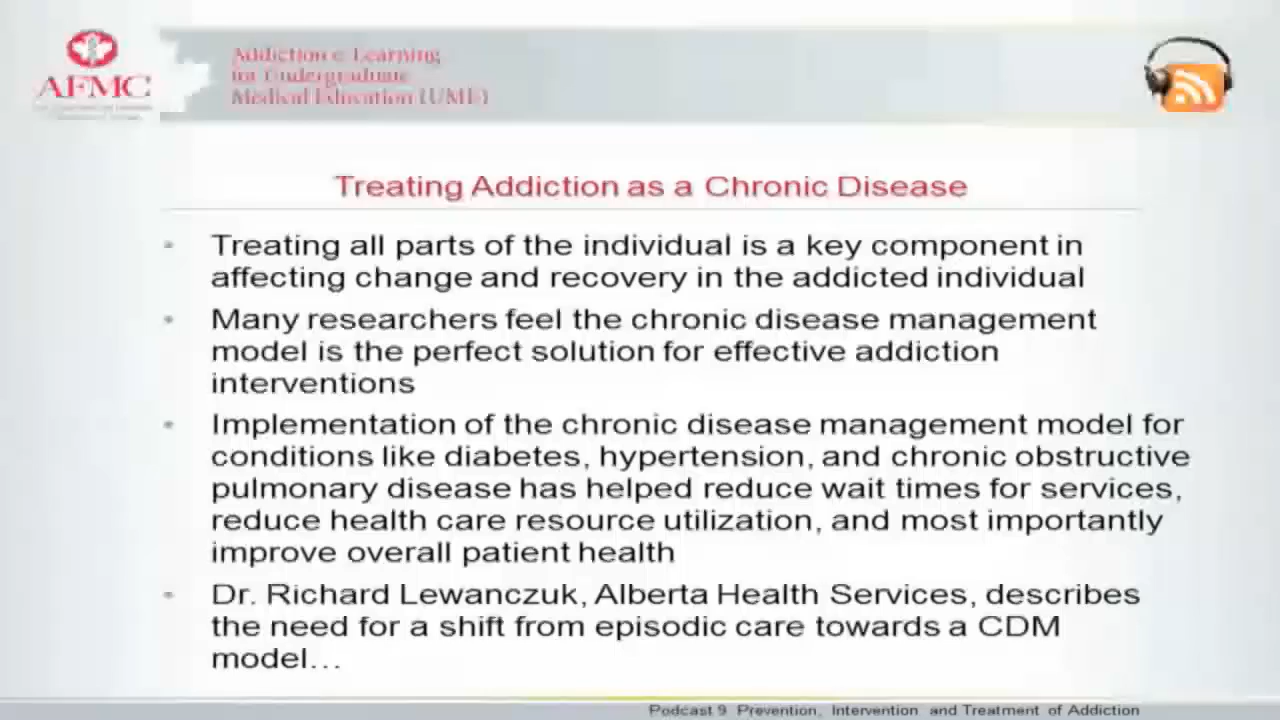 AFMC
Addiction e-Learning
for Undergraduate
Medical Education (UME)
Treating Addiction as a Chronic Disease
• Treating all parts of the individual is a key component in
affecting change and recovery in the addicted individual
• Many researchers feel the chronic disease management
model is the perfect solution for effective addiction
interventions
• Implementation of the chronic disease management model for
conditions like diabetes, hypertension, and chronic obstructive
pulmonary disease has helped reduce wait times for services,
reduce health care resource utilization, and most importantly
improve overall patient health
• Dr. Richard Lewanczuk, Alberta Health Services, describes
the need for a shift from episodic care towards a CDM
model…
Podcast 9 Prevention, Intervention and Treatment of Addiction